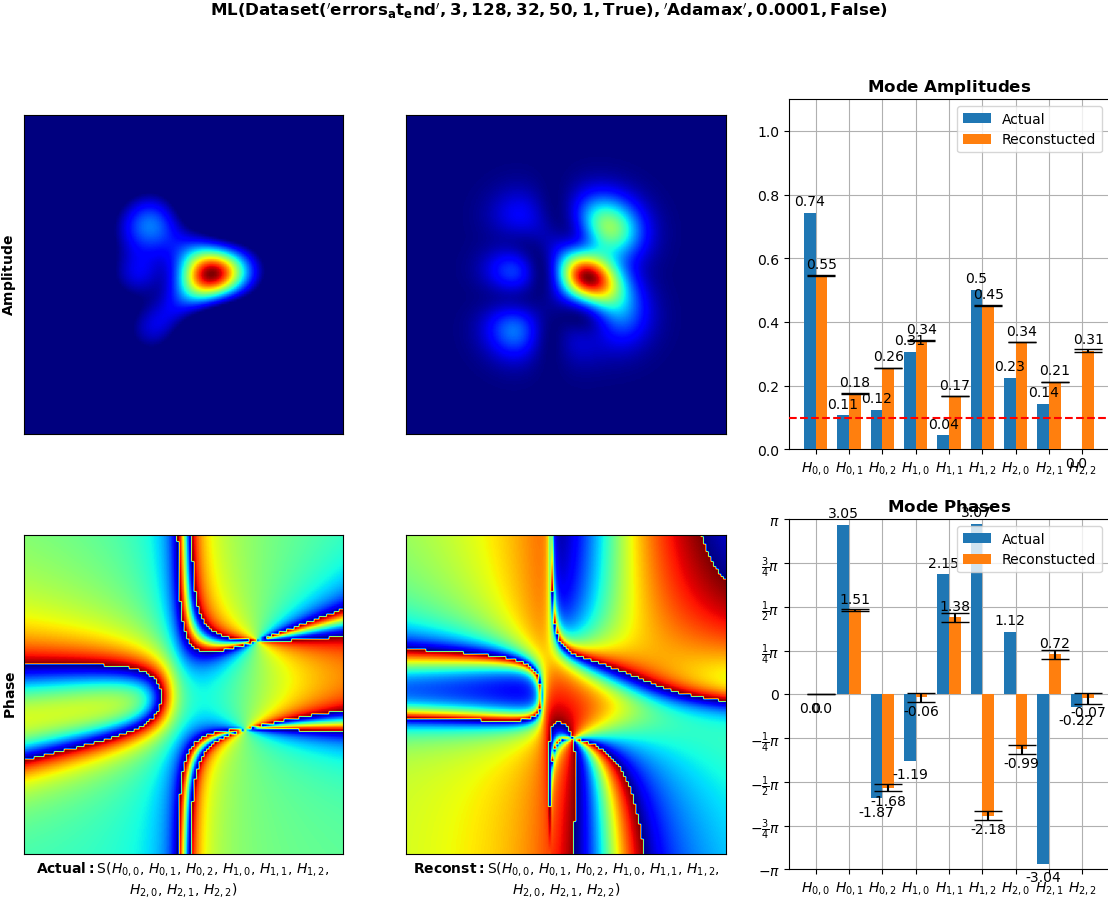 ML(Dataset('errors_at_end', 3, 128, 32, 50, 1, True), 'Adamax', 0.0001, False)
Amplitude
Mode Amplitudes
Actual
Reconstucted
1.0
0.8
0.6
0.4
0.2
0.0
0.74
0.55
0.11
0.18
0.12
0.26
0.31
0.34
0.04
0.17
0.5
0.45
0.23
0.34
0.14
0.21
0.0
0.31
H0,0 H0,1 H0,2 H1,0 H1,1 H1,2 H2,0 H2,1 H2,2
Phase
Mode Phases
Actual
Reconstucted
π
3/4π
1/2π
1/4π
0
−1/4π
−1/2π
−3/4π
−π
0.0
0.0
3.05
1.51
-1.87
-1.68
-1.19
-0.06
2.15
1.38
3.07
-2.18
1.12
-0.99
-3.04
0.72
-0.22
-0.07
H0,0 H0,1 H0,2 H1,0 H1,1 H1,2 H2,0 H2,1 H2,2
Actual: S(H0,0, H0,1, H0,2, H1,0, H1,1, H1,2,
H2,0, H2,1, H2,2)
Reconst: S(H0,0, H0,1, H0,2, H1,0, H1,1, H1,2,
H2,0, H2,1, H2,2)